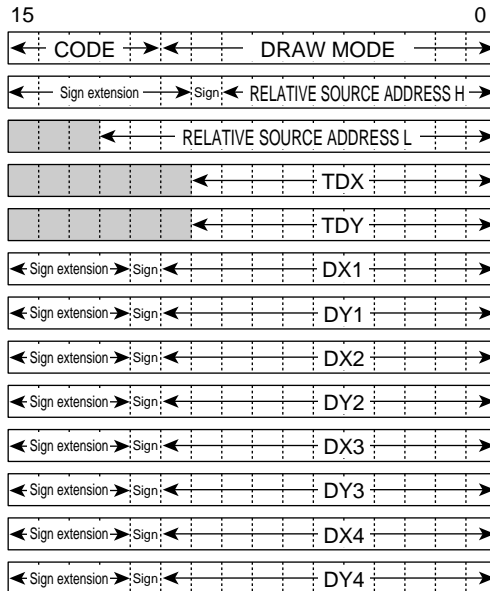 15 0
CODE DRAW MODE
Sign extension Sign RELATIVE SOURCE ADDRESS H
RELATIVE SOURCE ADDRESS L
TDX
TDY
Sign extension Sign DX1
Sign extension Sign DY1
Sign extension Sign DX2
Sign extension Sign DY2
Sign extension Sign DX3
Sign extension Sign DY3
Sign extension Sign DX4
Sign extension Sign DY4